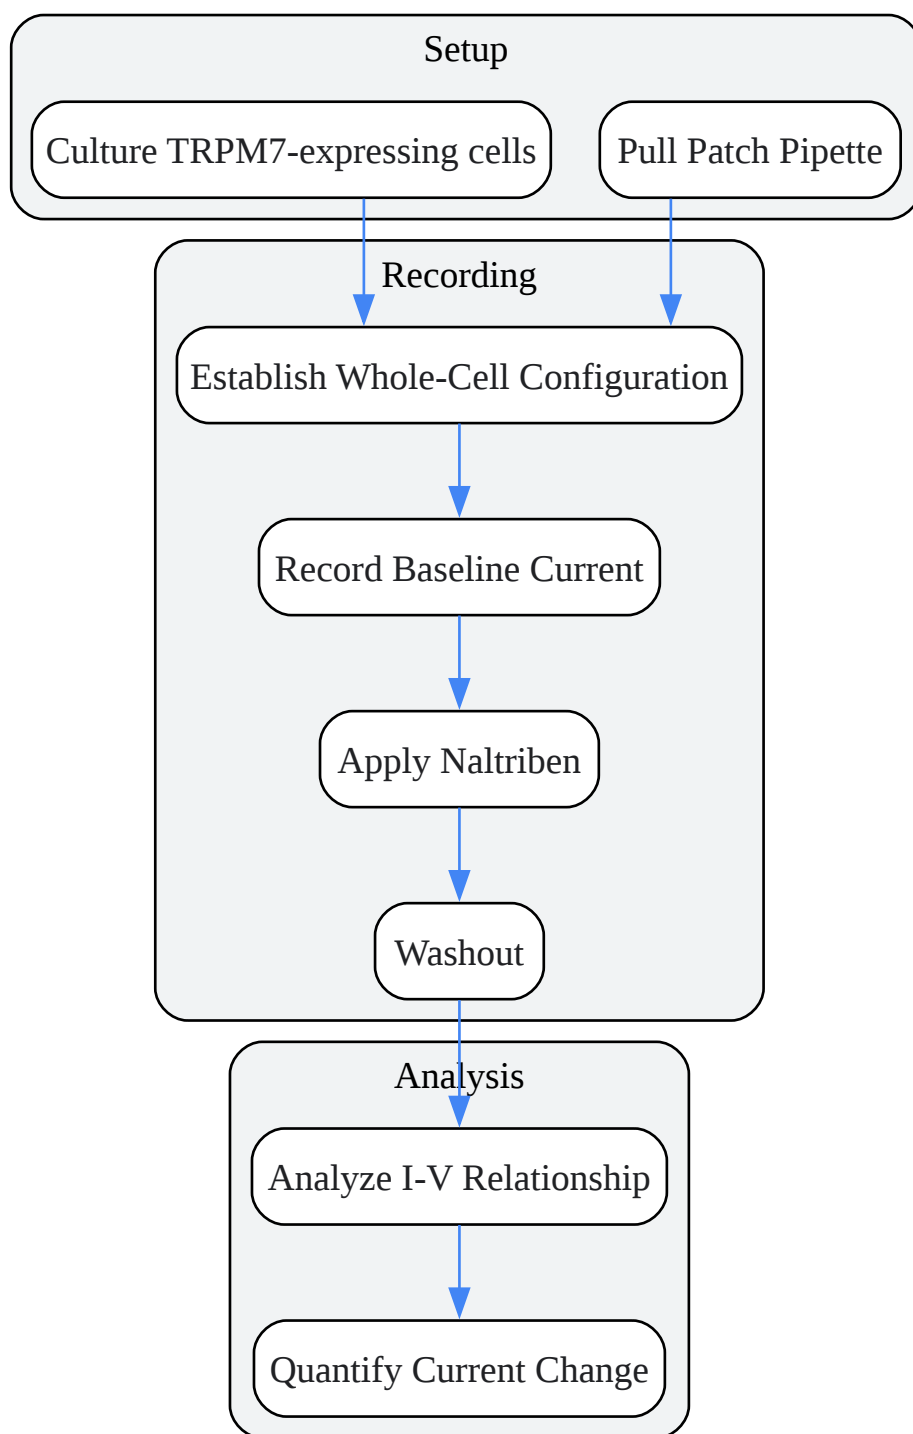 Setup
Culture TRPM7-expressing cells
Pull Patch Pipette
Recording
Establish Whole-Cell Configuration
Record Baseline Current
Apply Naltriben
Washout
Analysis
Analyze I-V Relationship
Quantify Current Change